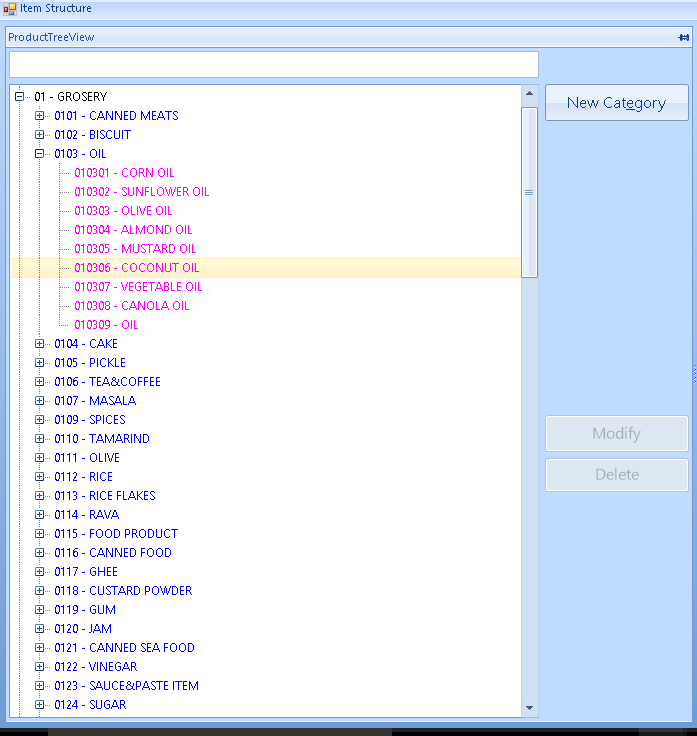 Item Structure
ProductTreeView
New Category
01 - GROSERY
0101 - CANNED MEATS
0102 - BISCUIT
0103 - OIL
010301 - CORN OIL
010302 - SUNFLOWER OIL
010303 - OLIVE OIL
010304 - ALMOND OIL
010305 - MUSTARD OIL
010306 - COCONUT OIL
010307 - VEGETABLE OIL
010308 - CANOLA OIL
010309 - OIL
0104 - CAKE
0105 - PICKLE
0106 - TEA&COFFEE
0107 - MASALA
0109 - SPICES
0110 - TAMARIND
0111 - OLIVE
0112 - RICE
0113 - RICE FLAKES
0114 - RAVA
0115 - FOOD PRODUCT
0116 - CANNED FOOD
0117 - GHEE
0118 - CUSTARD POWDER
0119 - GUM
0120 - JAM
0121 - CANNED SEA FOOD
0122 - VINEGAR
0123 - SAUCE&PASTE ITEM
0124 - SUGAR
Modify
Delete